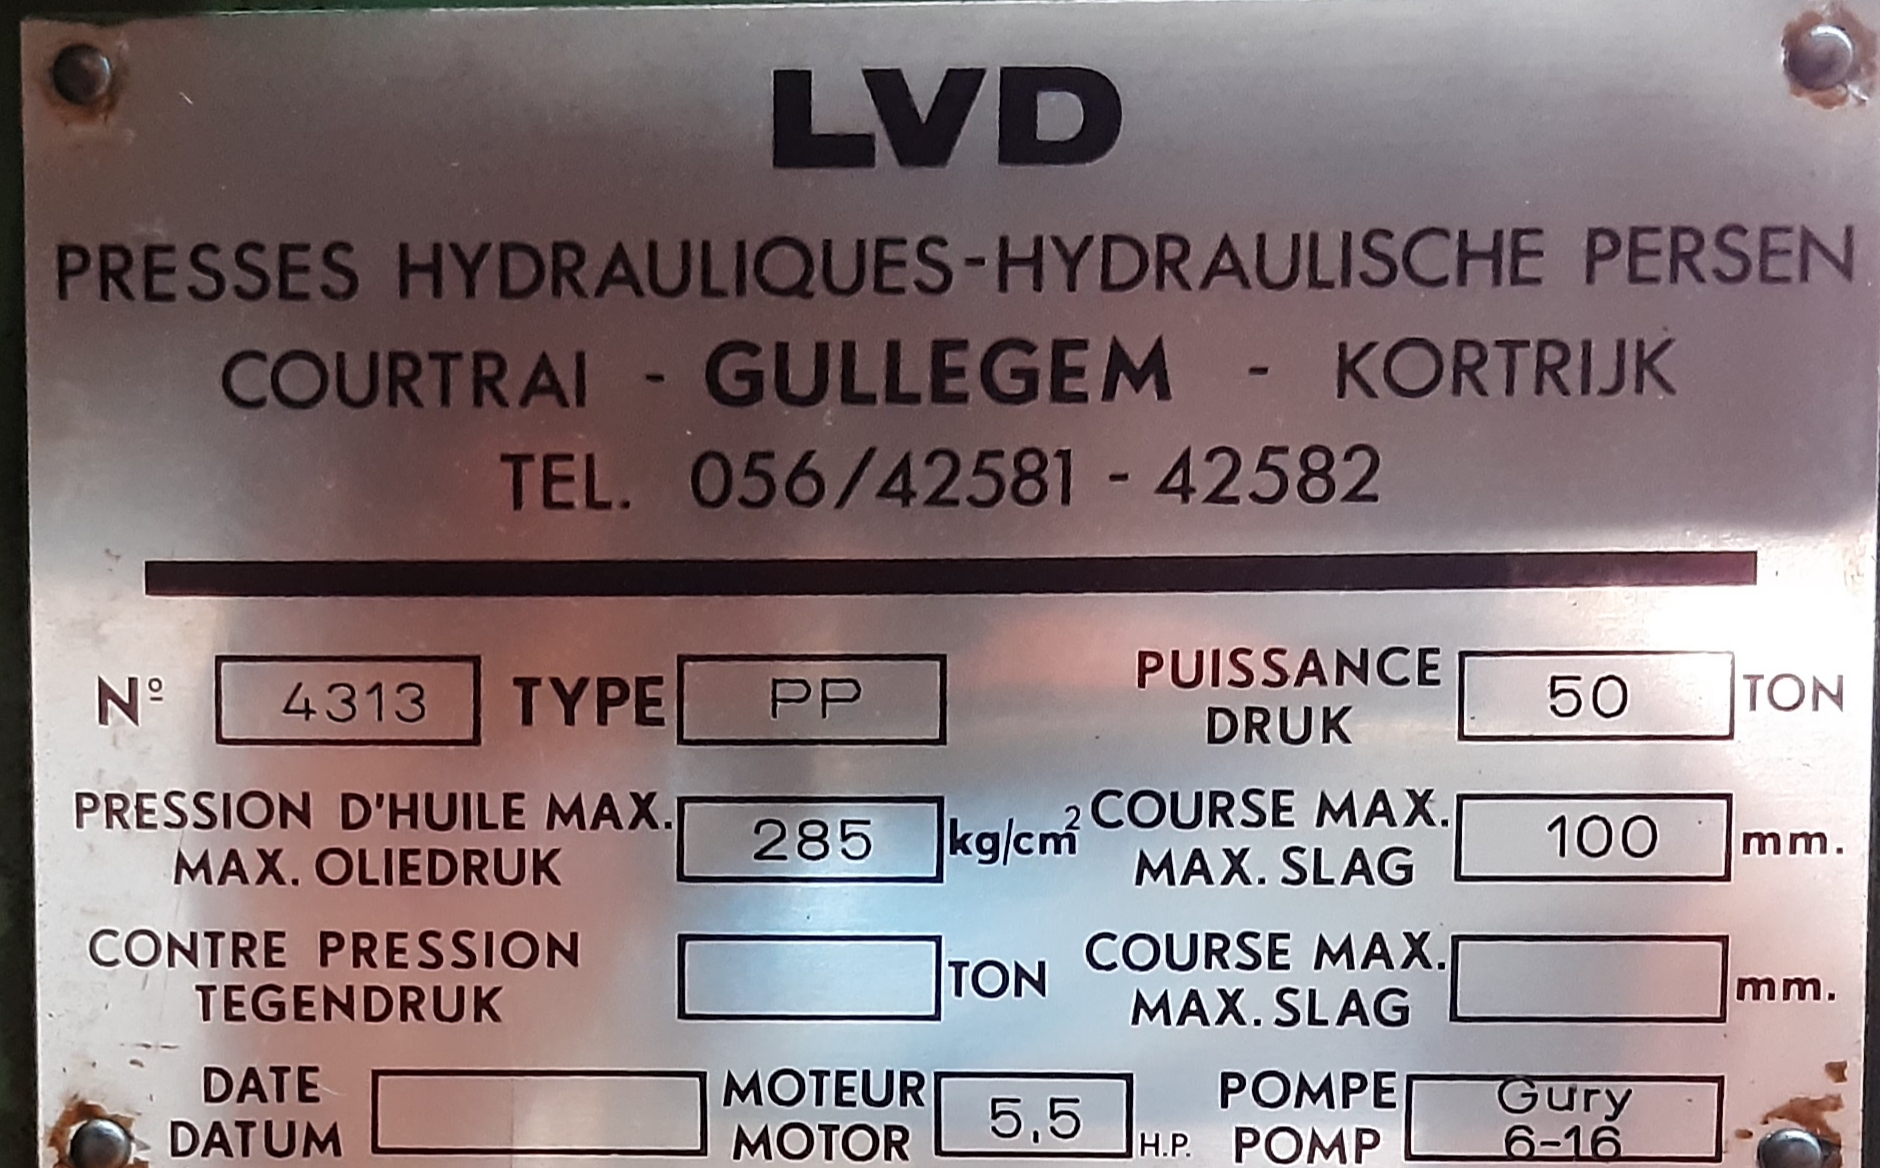 LVD
PRESSES HYDRAULIQUES-HYDRAULISCHE PERSEN
COURTRAI - GULLEGEM - KORTRIJK
TEL. 056/42581 - 42582
Nº 4313 TYPE PP PUISSANCE 50 TON
DRUK
PRESSION D'HUILE MAX. 285 kg/cm² COURSE MAX. 100 mm.
MAX. OLIEDRUK MAX. SLAG
CONTRE PRESSION TON COURSE MAX. mm.
TEGENDRUK MAX. SLAG
DATE MOTEUR 5,5 H.P. POMPE Gury
DATUM MOTOR POMP 6-16